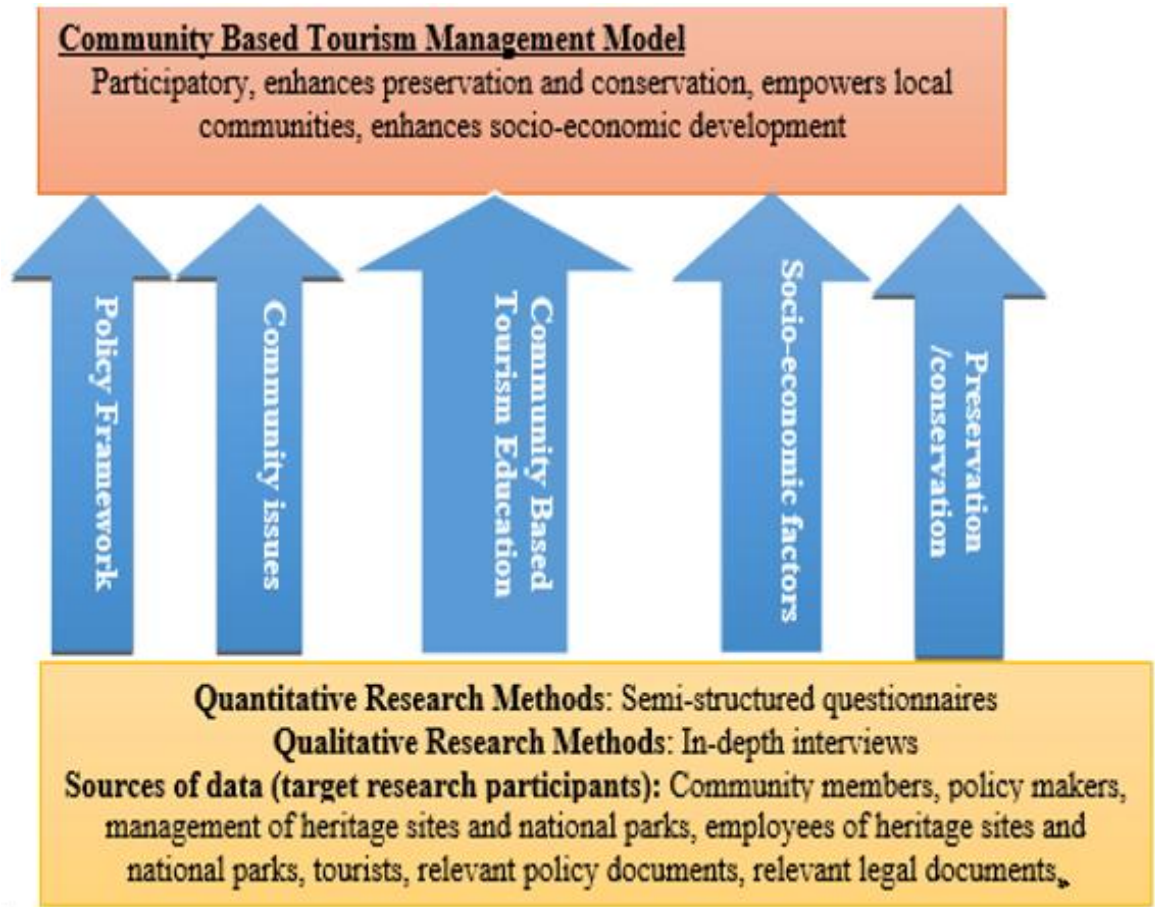 Community Based Tourism Management Model
Participatory, enhances preservation and conservation, empowers local
communities, enhances socio-economic development
Policy Framework
Community issues
Community Based
Tourism Education
Socio-economic factors
Preservation
/conservation
Quantitative Research Methods: Semi-structured questionnaires
Qualitative Research Methods: In-depth interviews
Sources of data (target research participants): Community members, policy makers,
management of heritage sites and national parks, employees of heritage sites and
national parks, tourists, relevant policy documents, relevant legal documents,